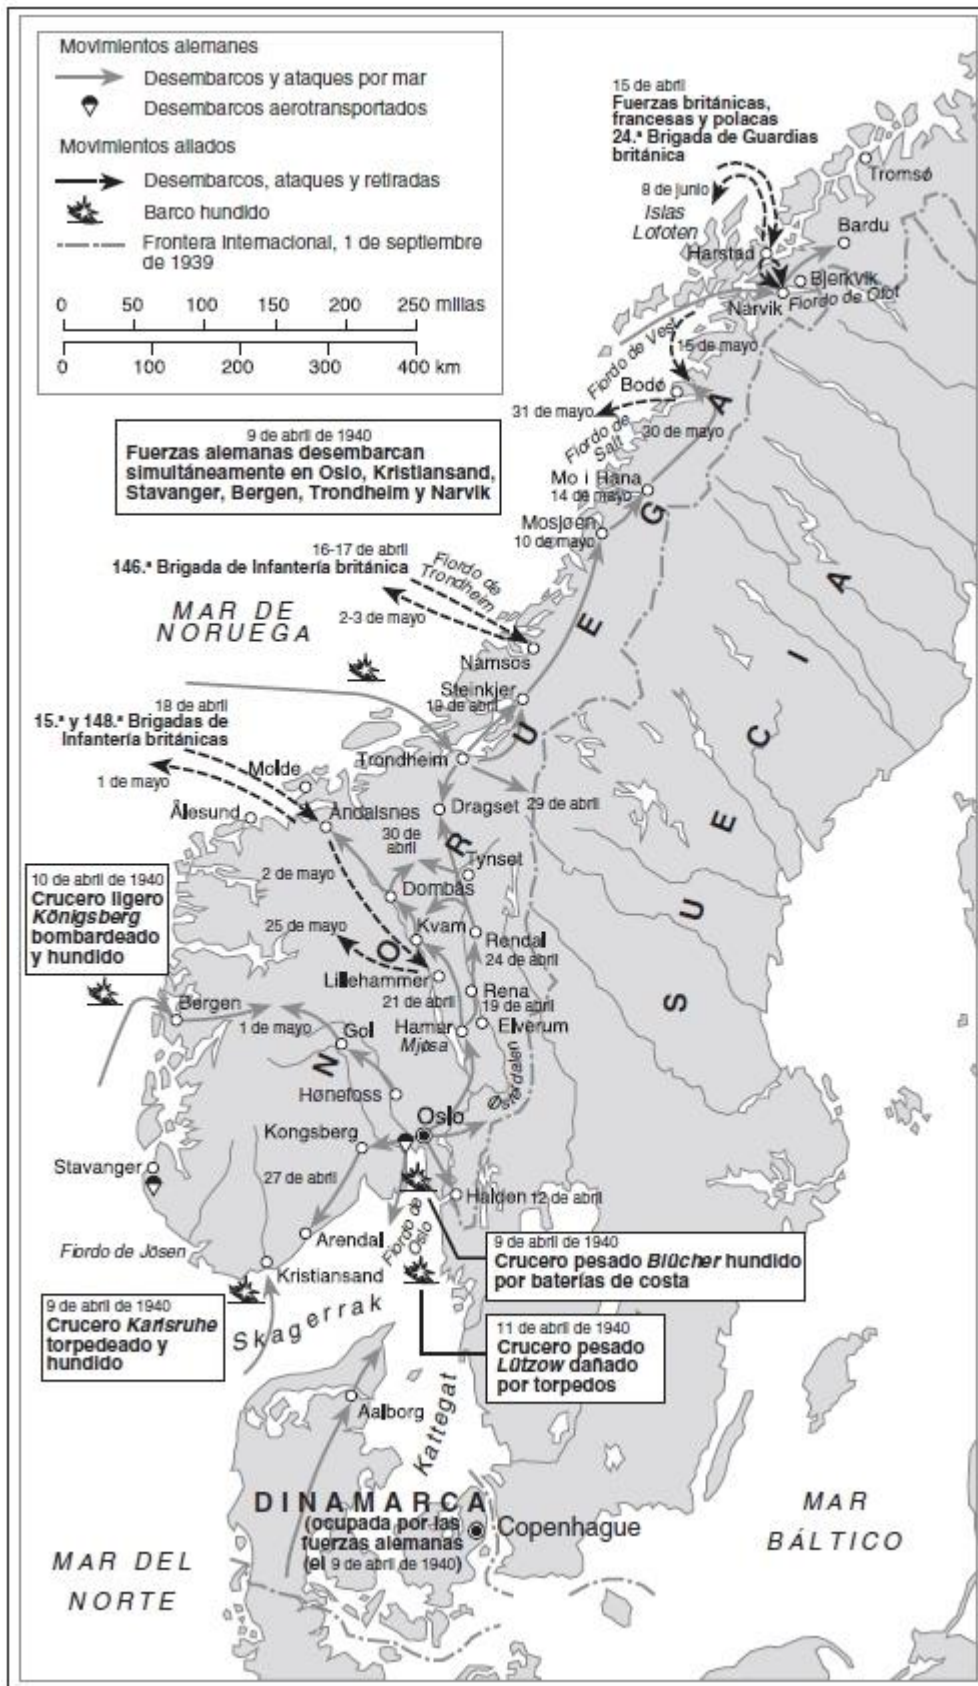 Movimientos alemanes
Desembarcos y ataques por mar
Desembarcos aerotransportados
Movimientos aliados
Desembarcos, ataques y retiradas
Barco hundido
Frontera Internacional, 1 de septiembre
de 1939
0 50 100 150 200 250 millas
0 100 200 300 400 km
15 de abril
Fuerzas británicas,
francesas y polacas
24.ª Brigada de Guardias
británica
8 de junio
Islas
Lofoten
Tromsø
Bardu
Harstad
Bjerkvik
Narvik
Fiordo de Ofot
Fiordo de Vest
15 de mayo
Bodø
31 de mayo
30 de mayo
Fiordo de
Salt
9 de abril de 1940
Fuerzas alemanas desembarcan
simultáneamente en Oslo, Kristiansand,
Stavanger, Bergen, Trondheim y Narvik
Mo i Rana
14 de mayo
Mosjøen
10 de mayo
16-17 de abril
146.ª Brigada de Infantería británica
Fiordo de
Trondheim
2-3 de mayo
MAR DE
NORUEGA
Namsos
Steinkjer
19 de abril
18 de abril
15.ª y 148.ª Brigadas de
Infantería británicas
1 de mayo
Molde
Trondheim
Ålesund
Åndalsnes
Dragset
29 de abril
30 de
abril
Tynset
2 de mayo
Dombås
10 de abril de 1940
Crucero ligero
Königsberg
bombardeado
y hundido
25 de mayo
Kvam
Rendal
24 de abril
Lillehammer
21 de abril
Rena
19 de abril
Bergen
1 de mayo
Gol
Hamar
Mjøsa
Elverum
Østerdalen
Hønefoss
Oslo
Kongsberg
Stavanger
27 de abril
Halden 12 de abril
Arendal
Fiordo de
Oslo
Fiordo de Jösen
Kristiansand
9 de abril de 1940
Crucero pesado Blücher hundido
por baterías de costa
9 de abril de 1940
Crucero Karlsruhe
torpedeado y
hundido
Skagerrak
11 de abril de 1940
Crucero pesado
Lützow dañado
por torpedos
Aalborg
Kattegat
NORUEGA
SUECIA
DINAMARCA
(ocupada por las
fuerzas alemanas
(el 9 de abril de 1940)
Copenhague
MAR
BÁLTICO
MAR DEL
NORTE